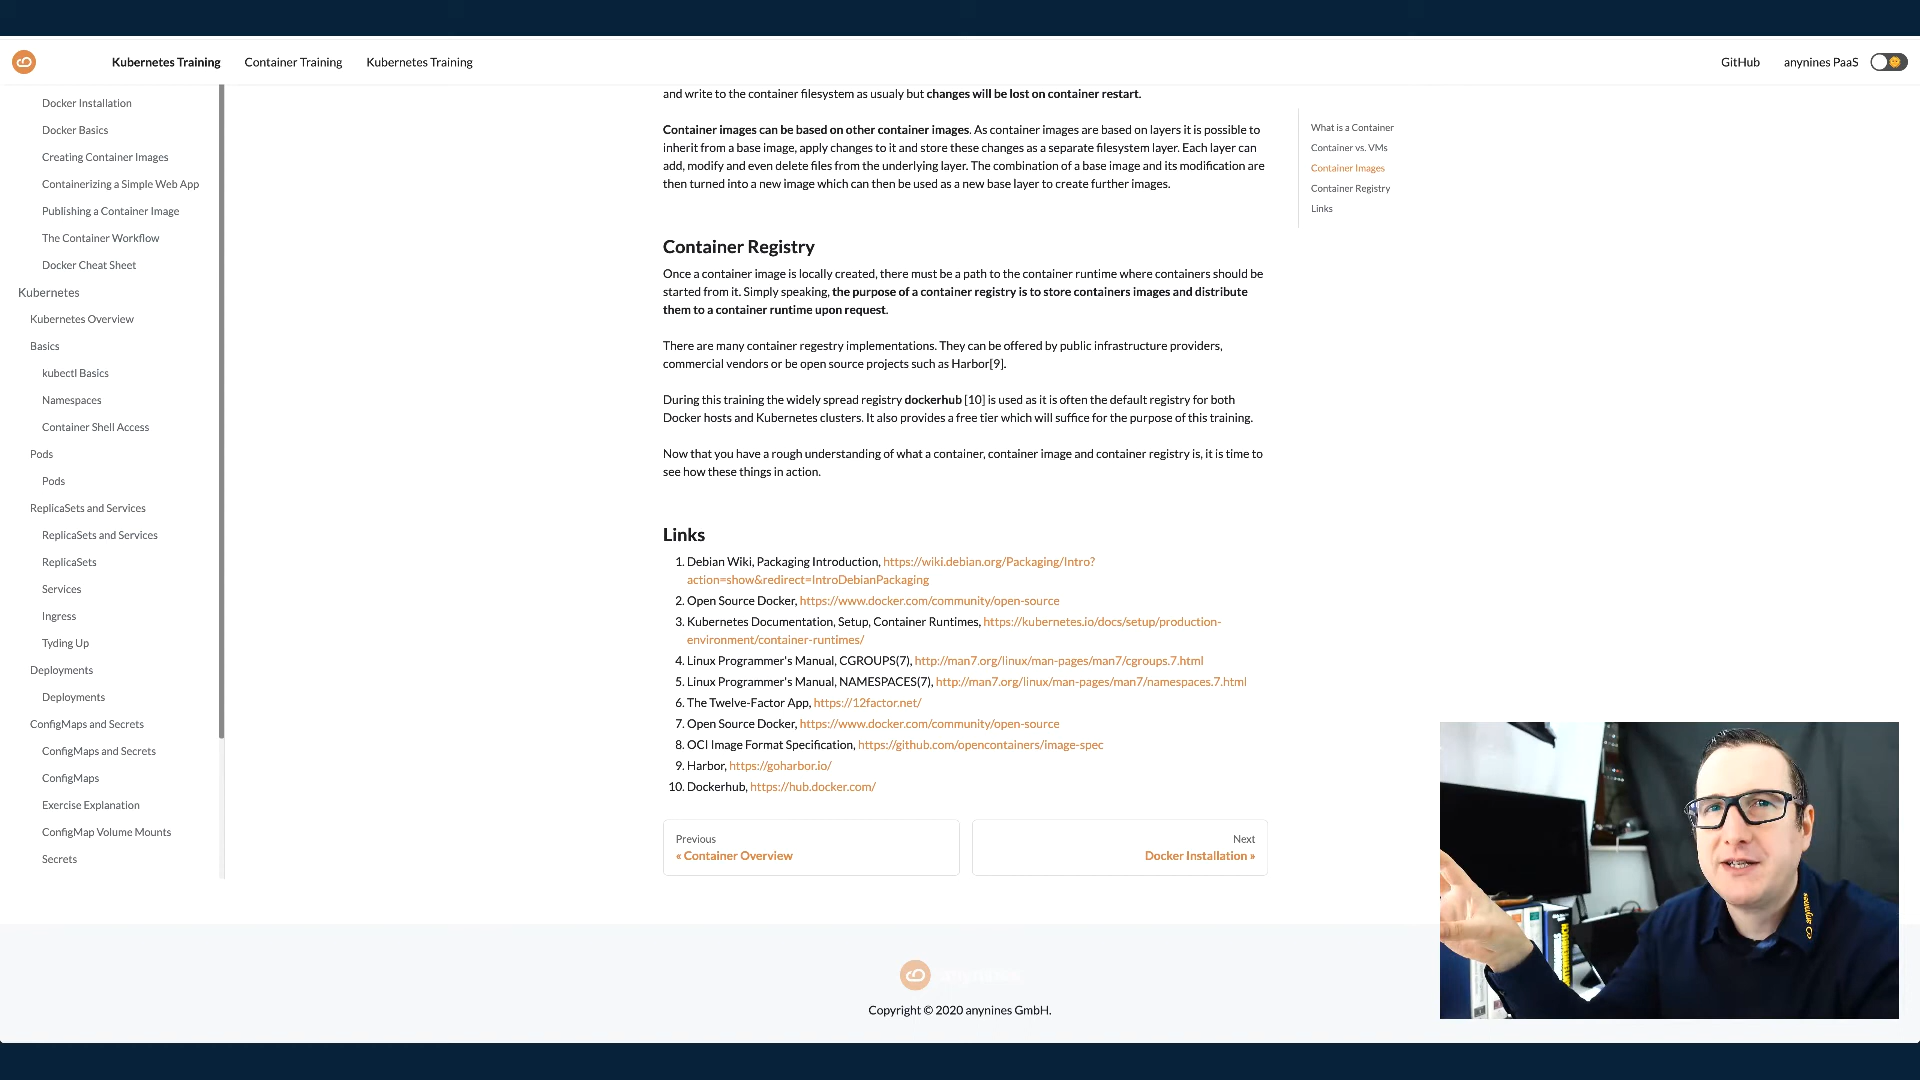 Kubernetes Training
Container Training
Kubernetes Training
GitHub
anynines PaaS
Docker Installation
Docker Basics
Creating Container Images
Containerizing a Simple Web App
Publishing a Container Image
The Container Workflow
Docker Cheat Sheet
Kubernetes
Kubernetes Overview
Basics
kubectl Basics
Namespaces
Container Shell Access
Pods
Pods
ReplicaSets and Services
ReplicaSets and Services
ReplicaSets
Services
Ingress
Tyding Up
Deployments
Deployments
ConfigMaps and Secrets
ConfigMaps and Secrets
ConfigMaps
Exercise Explanation
ConfigMap Volume Mounts
Secrets
and write to the container filesystem as usualy but changes will be lost on container restart.
Container images can be based on other container images. As container images are based on layers it is possible to
inherit from a base image, apply changes to it and store these changes as a separate filesystem layer. Each layer can
add, modify and even delete files from the underlying layer. The combination of a base image and its modification are
then turned into a new image which can then be used as a new base layer to create further images.
Container Registry
Once a container image is locally created, there must be a path to the container runtime where containers should be
started from it. Simply speaking, the purpose of a container registry is to store containers images and distribute
them to a container runtime upon request.
There are many container regestry implementations. They can be offered by public infrastructure providers,
commercial vendors or be open source projects such as Harbor[9].
During this training the widely spread registry dockerhub [10] is used as it is often the default registry for both
Docker hosts and Kubernetes clusters. It also provides a free tier which will suffice for the purpose of this training.
Now that you have a rough understanding of what a container, container image and container registry is, it is time to
see how these things in action.
Links
1. Debian Wiki, Packaging Introduction, https://wiki.debian.org/Packaging/Intro?
action=show&redirect=IntroDebianPackaging
2. Open Source Docker, https://www.docker.com/community/open-source
3. Kubernetes Documentation, Setup, Container Runtimes, https://kubernetes.io/docs/setup/production-
environment/container-runtimes/
4. Linux Programmer's Manual, CGROUPS(7), http://man7.org/linux/man-pages/man7/cgroups.7.html
5. Linux Programmer's Manual, NAMESPACES(7), http://man7.org/linux/man-pages/man7/namespaces.7.html
6. The Twelve-Factor App, https://12factor.net/
7. Open Source Docker, https://www.docker.com/community/open-source
8. OCI Image Format Specification, https://github.com/opencontainers/image-spec
9. Harbor, https://goharbor.io/
10. Dockerhub, https://hub.docker.com/
Previous
« Container Overview
Next
Docker Installation »
What is a Container
Container vs. VMs
Container Images
Container Registry
Links
anynines
Copyright © 2020 anynines GmbH.
anynines